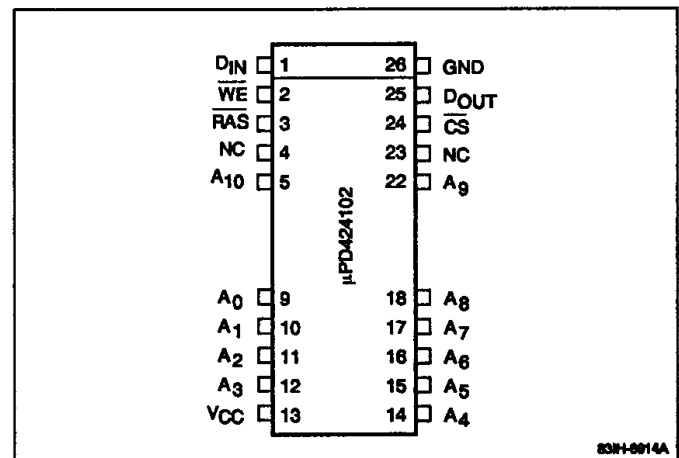 DIN 1 26 GND
WE 2 25 DOUT
RAS 3 24 CS
NC 4 23 NC
A10 5 22 A9
μPD424102
A0 9 18 A8
A1 10 17 A7
A2 11 16 A6
A3 12 15 A5
VCC 13 14 A4
83IH-6914A